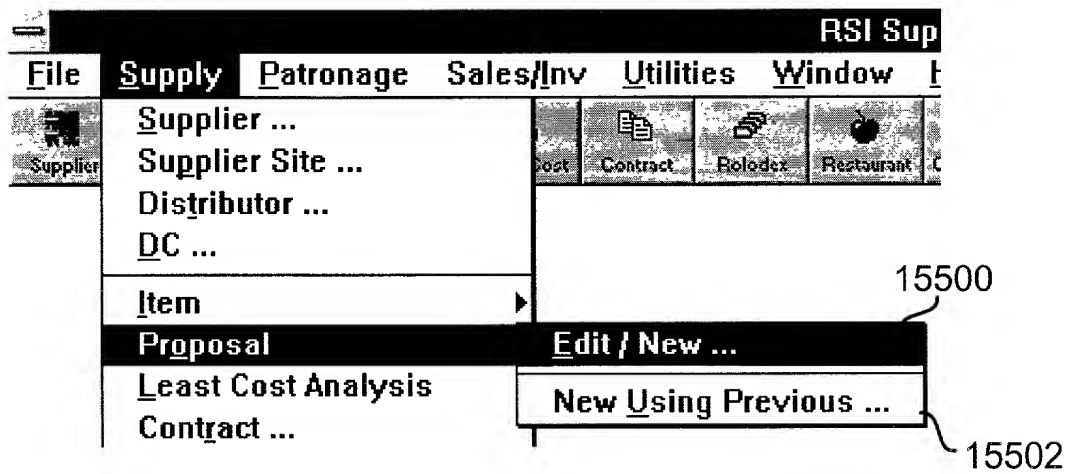 RSI Sup
File Supply Patronage Sales/Inv Utilities Window
Supplier Cost Contract Rolodex Restaurant
Supplier ...
Supplier Site ...
Distributor ...
DC ...
Item
Proposal
Least Cost Analysis
Contract ...
Edit / New ...
New Using Previous ...
15500
15502